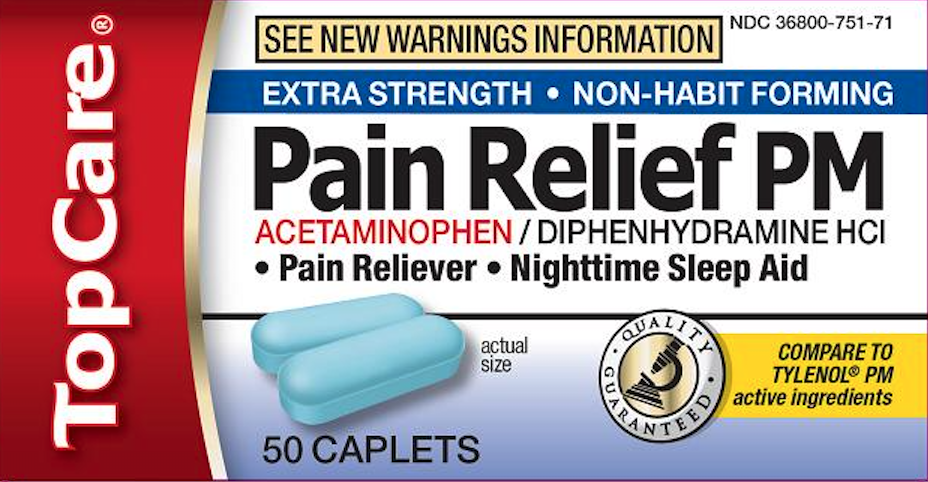 TopCare®
SEE NEW WARNINGS INFORMATION
NDC 36800-751-71
EXTRA STRENGTH • NON-HABIT FORMING
Pain Relief PM
ACETAMINOPHEN / DIPHENHYDRAMINE HCl
• Pain Reliever • Nighttime Sleep Aid
actual
size
• QUALITY •
GUARANTEED
COMPARE TO
TYLENOL® PM
active ingredients
50 CAPLETS